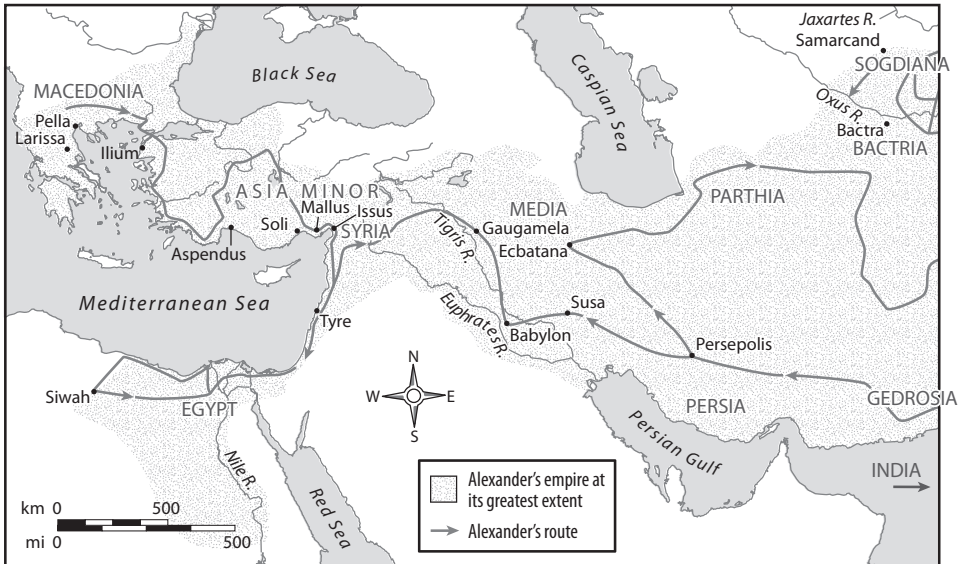 Jaxartes R.
Samarcand
SOGDIANA
Black Sea
Caspian Sea
MACEDONIA
Oxus R.
Pella
Larissa
Ilium
Bactra
BACTRIA
ASIA MINOR
MEDIA
PARTHIA
Mallus
Soli
Issus
SYRIA
Tigris R.
Gaugamela
Ecbatana
Aspendus
Mediterranean Sea
Tyre
Euphrates R.
Susa
Babylon
Persepolis
Siwah
EGYPT
N
W
E
S
PERSIA
GEDROSIA
Persian Gulf
Nile R.
Red Sea
INDIA
Alexander’s empire at
its greatest extent
Alexander’s route
km 0 500
mi 0 500